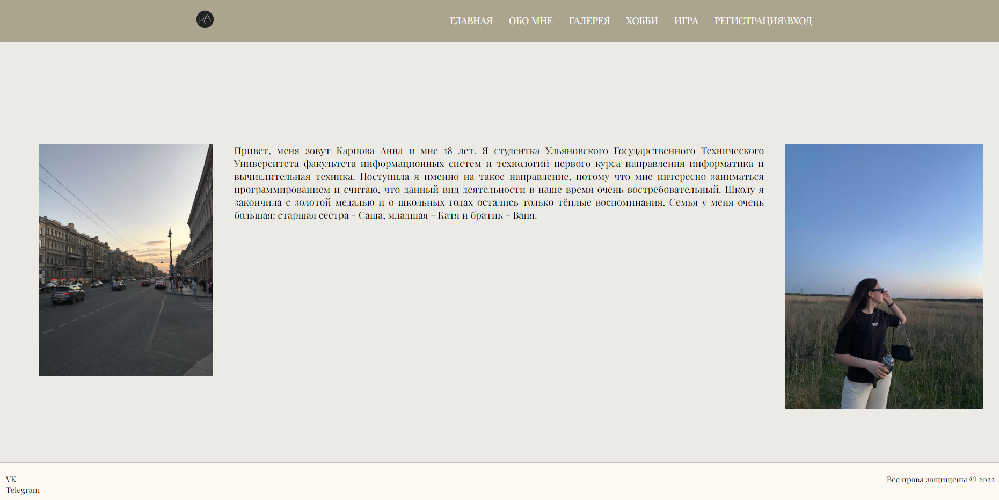 KA
ГЛАВНАЯ ОБО МНЕ ГАЛЕРЕЯ ХОББИ ИГРА РЕГИСТРАЦИЯ\ВХОД
Привет, меня зовут Карпова Анна и мне 18 лет. Я студентка Ульяновского Государственного Технического
Университета факультета информационных систем и технологий первого курса направления информатика и
вычислительная техника. Поступила я именно на такое направление, потому что мне интересно заниматься
программированием и считаю, что данный вид деятельности в наше время очень востребовательный. Школу я
закончила с золотой медалью и о школьных годах остались только тёплые воспоминания. Семья у меня очень
большая: старшая сестра - Саша, младшая - Катя и братик - Ваня.
VK
Telegram
Все права защищены © 2022